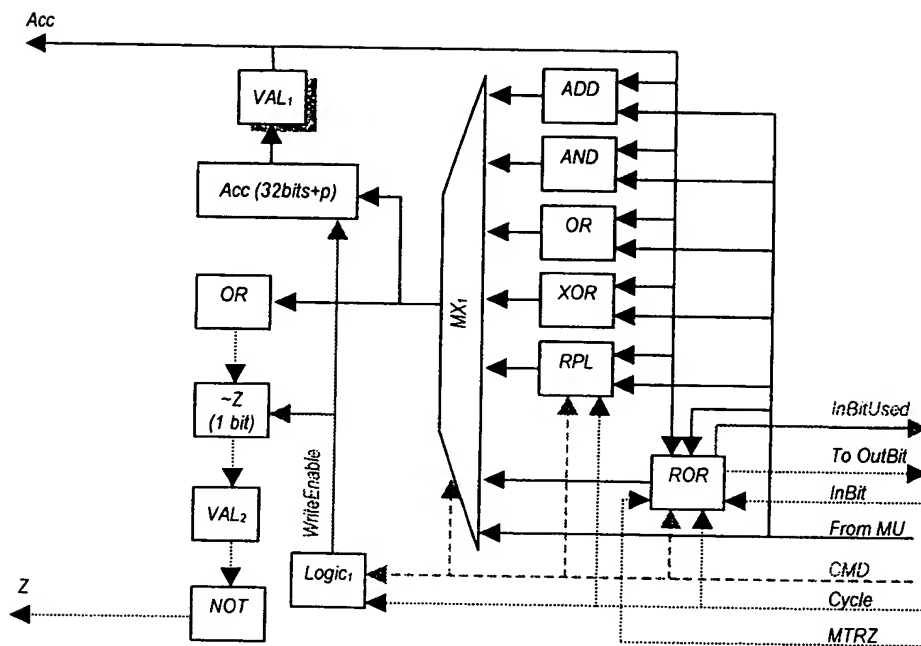 Acc
VAL₁
ADD
Acc (32bits+p)
AND
OR
OR
XOR
MX₁
RPL
~Z
(1 bit)
InBitUsed
To OutBit
WriteEnable
ROR
InBit
VAL₂
From MU
Logic₁
CMD
Z
NOT
Cycle
MTRZ